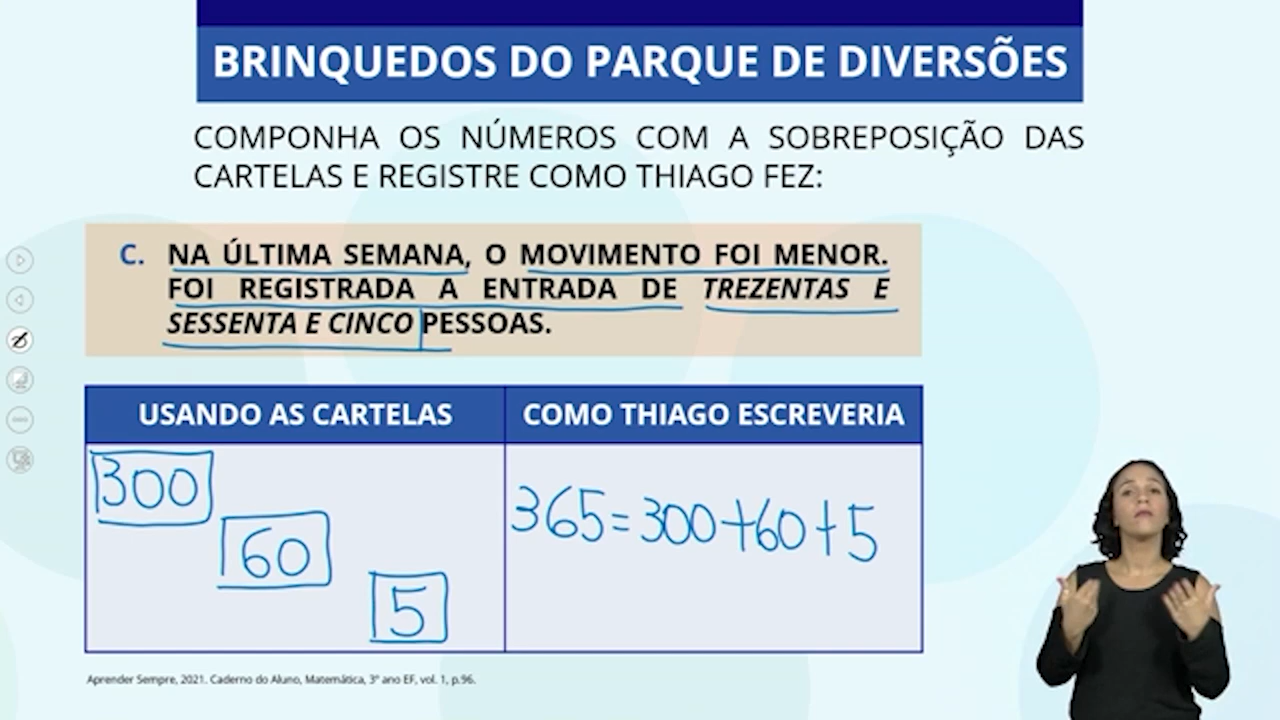 BRINQUEDOS DO PARQUE DE DIVERSÕES
COMPONHA OS NÚMEROS COM A SOBREPOSIÇÃO DAS
CARTELAS E REGISTRE COMO THIAGO FEZ:
C. NA ÚLTIMA SEMANA, O MOVIMENTO FOI MENOR.
FOI REGISTRADA A ENTRADA DE TREZENTAS E
SESSENTA E CINCO PESSOAS.
USANDO AS CARTELAS
300
60
5
COMO THIAGO ESCREVERIA
365=300+60+5
Aprender Sempre, 2021. Caderno do Aluno, Matemática, 3º ano EF, vol. 1, p.96.